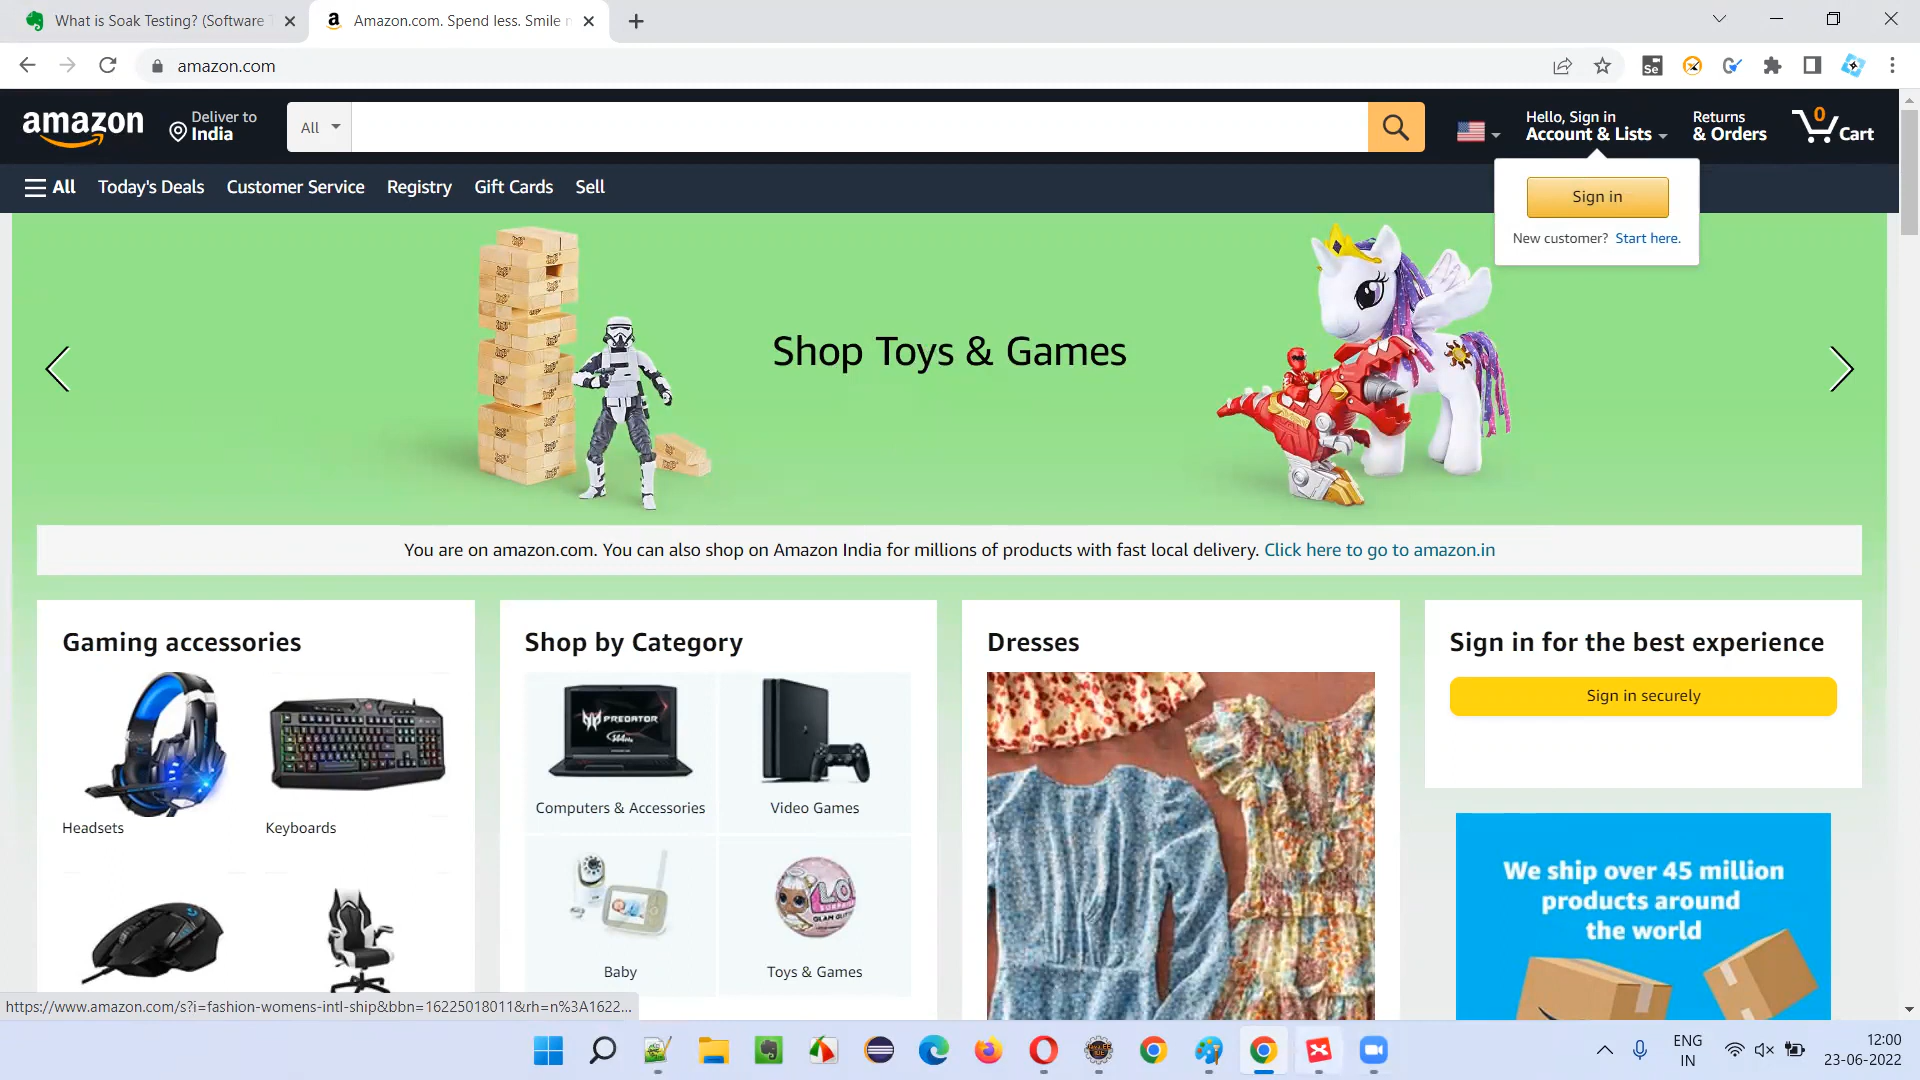 What is Soak Testing? (Software
Amazon.com. Spend less. Smile
amazon.com
Se
amazon
Deliver to
India
All
Hello, Sign in
Account & Lists
Returns
& Orders
0
Cart
All
Today's Deals
Customer Service
Registry
Gift Cards
Sell
Sign in
New customer? Start here.
Shop Toys & Games
You are on amazon.com. You can also shop on Amazon India for millions of products with fast local delivery. Click here to go to amazon.in
Gaming accessories
Headsets
Keyboards
Shop by Category
PREDATOR
Computers & Accessories
Video Games
Baby
Toys & Games
Dresses
Sign in for the best experience
Sign in securely
We ship over 45 million
products around
the world
https://www.amazon.com/s?i=fashion-womens-intl-ship&bbn=16225018011&rh=n%3A1622...
ENG
IN
12:00
23-06-2022